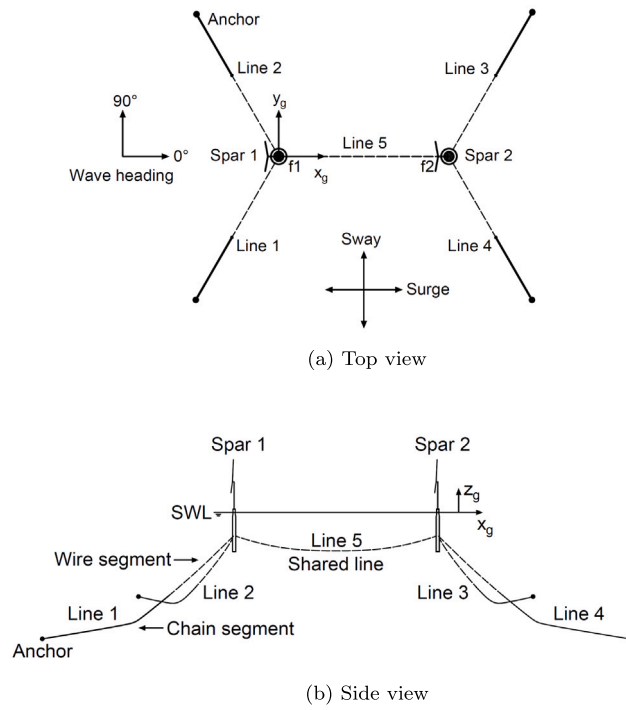 Anchor
Line 2
Line 3
90°
y_g
0°
Wave heading
Spar 1
f1
x_g
Line 5
f2
Spar 2
Line 1
Line 4
Sway
Surge
(a) Top view
Spar 1
Spar 2
SWL
z_g
x_g
Line 5
Shared line
Wire segment
Line 2
Line 3
Line 1
Line 4
Chain segment
Anchor
(b) Side view